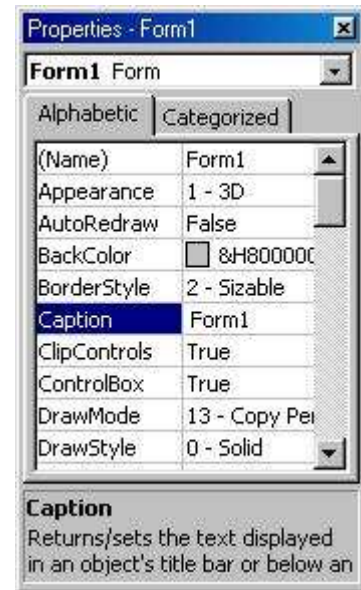 Properties - Form1
Form1 Form
Alphabetic Categorized
(Name) Form1
Appearance 1 - 3D
AutoRedraw False
BackColor &H800000
BorderStyle 2 - Sizable
Caption Form1
ClipControls True
ControlBox True
DrawMode 13 - Copy Pe
DrawStyle 0 - Solid
Caption
Returns/sets the text displayed
in an object's title bar or below an